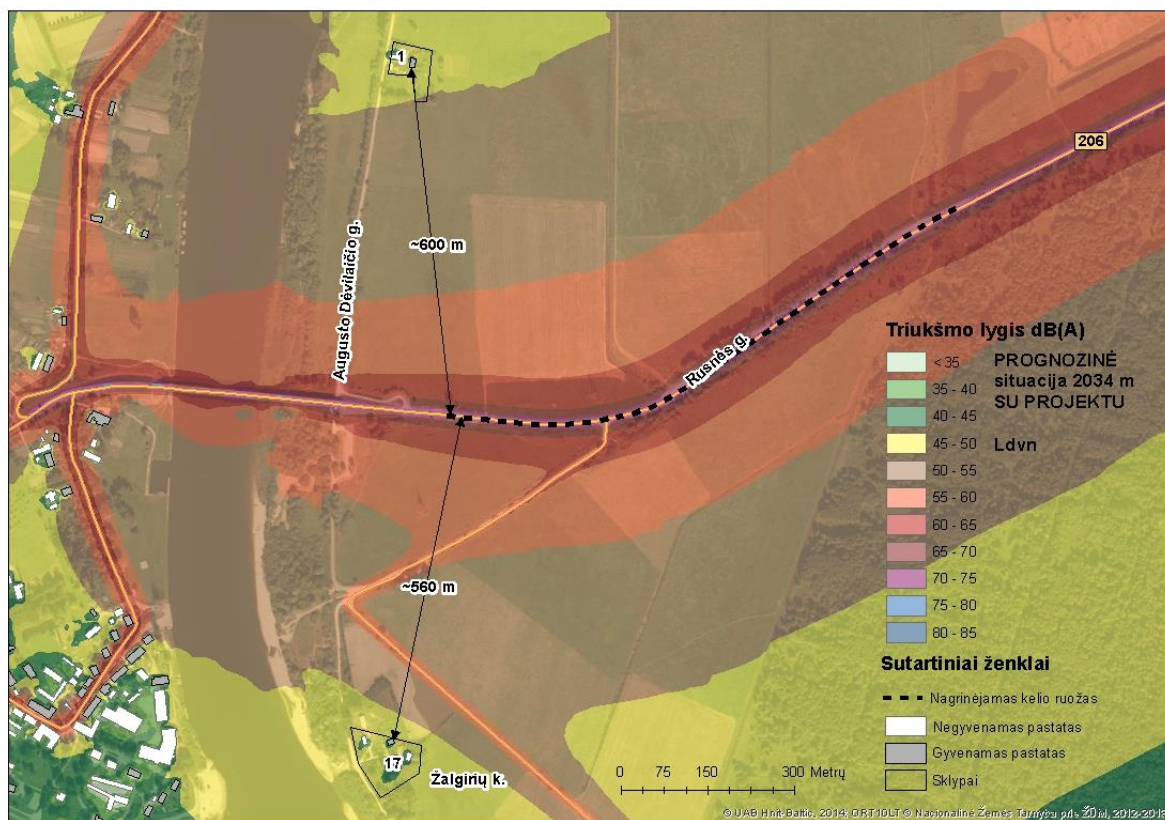 1
206
~600 m
Augusto Dėvilaičio g.
Rusnės g.
Triukšmo lygis dB(A)
< 35
35 - 40
40 - 45
45 - 50
50 - 55
55 - 60
60 - 65
65 - 70
70 - 75
75 - 80
80 - 85
PROGNOZINĖ
situacija 2034 m
SU PROJEKTU
Ldvn
~560 m
Sutartiniai ženklai
Nagrinėjamas kelio ruožas
Negyvenamas pastatas
Gyvenamas pastatas
Sklypai
17
Žalgirių k.
0 75 150 300 Metrų
© UAB Hnit-Baltic, 2014; GRT10LT © Nacionalinė Žemės Tarnyba prie ŽŪM, 2012-2013